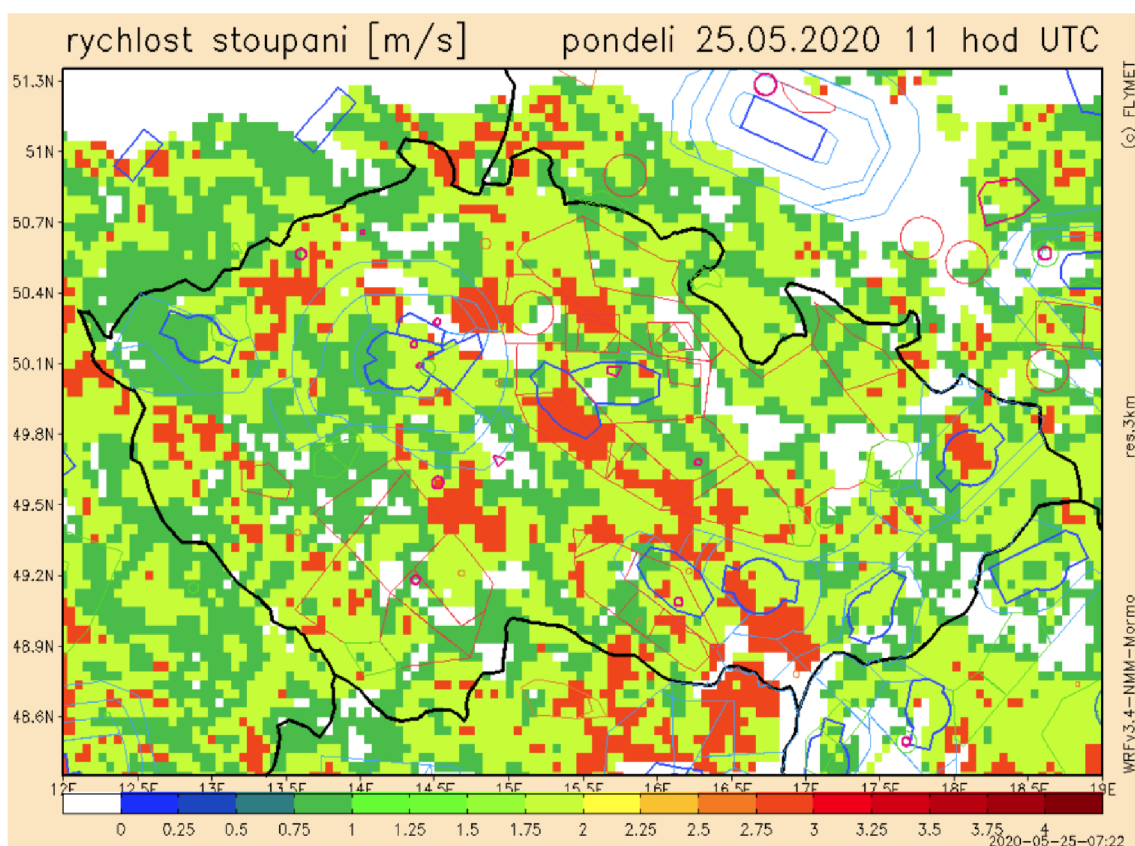 rychlost stoupani [m/s] pondeli 25.05.2020 11 hod UTC
51.3N
51N
50.7N
50.4N
50.1N
49.8N
49.5N
49.2N
48.9N
48.6N
12E 12.5E 13E 13.5E 14E 14.5E 15E 15.5E 16E 16.5E 17E 17.5E 18E 18.5E 19E
0 0.25 0.5 0.75 1 1.25 1.5 1.75 2 2.25 2.5 2.75 3 3.25 3.5 3.75 4
2020-05-25-07:22
(c) FLYMET
res.3km
WRFv3.4-NMM-Mormo